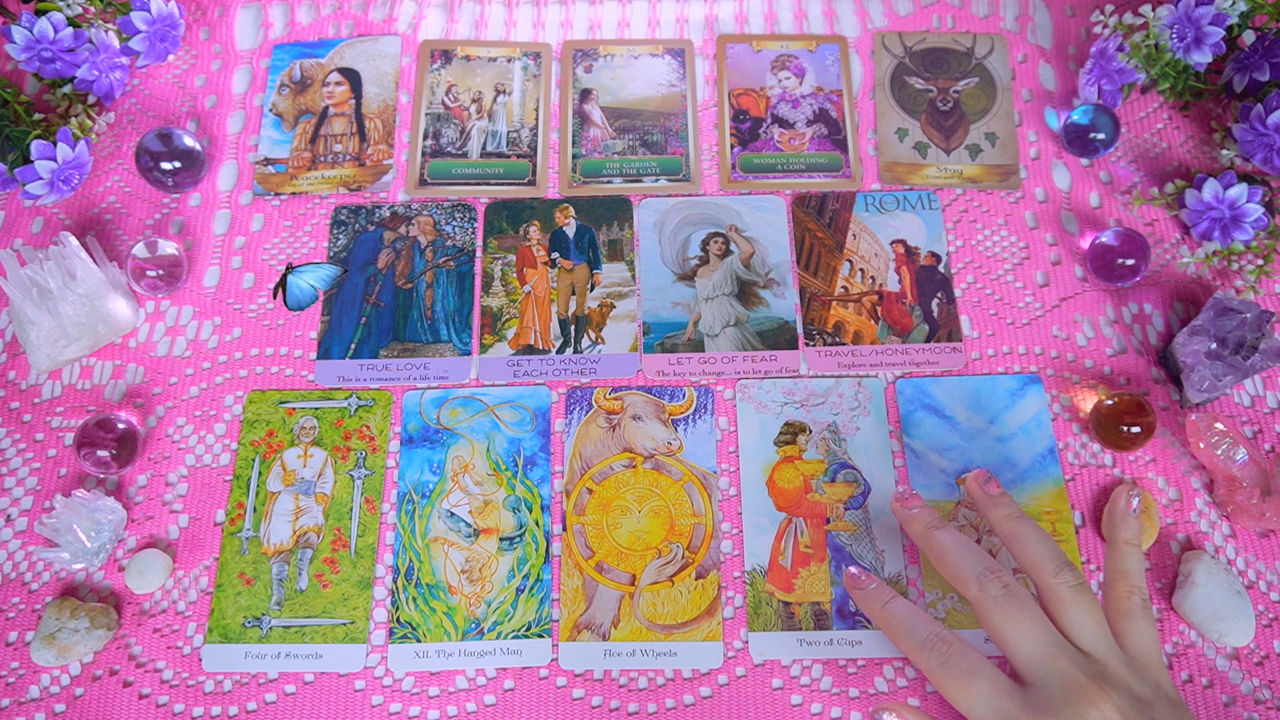 Peacekeeper
9
COMMUNITY
THE GARDEN
AND THE GATE
WOMAN HOLDING
A COIN
Stag
ROME
TRUE LOVE
This is a romance of a life time
GET TO KNOW
EACH OTHER
LET GO OF FEAR
The key to change... is to let go of fear
TRAVEL/HONEYMOON
Explore and travel together
Four of Swords
XII. The Hanged Man
Ace of Wheels
Two of Cups